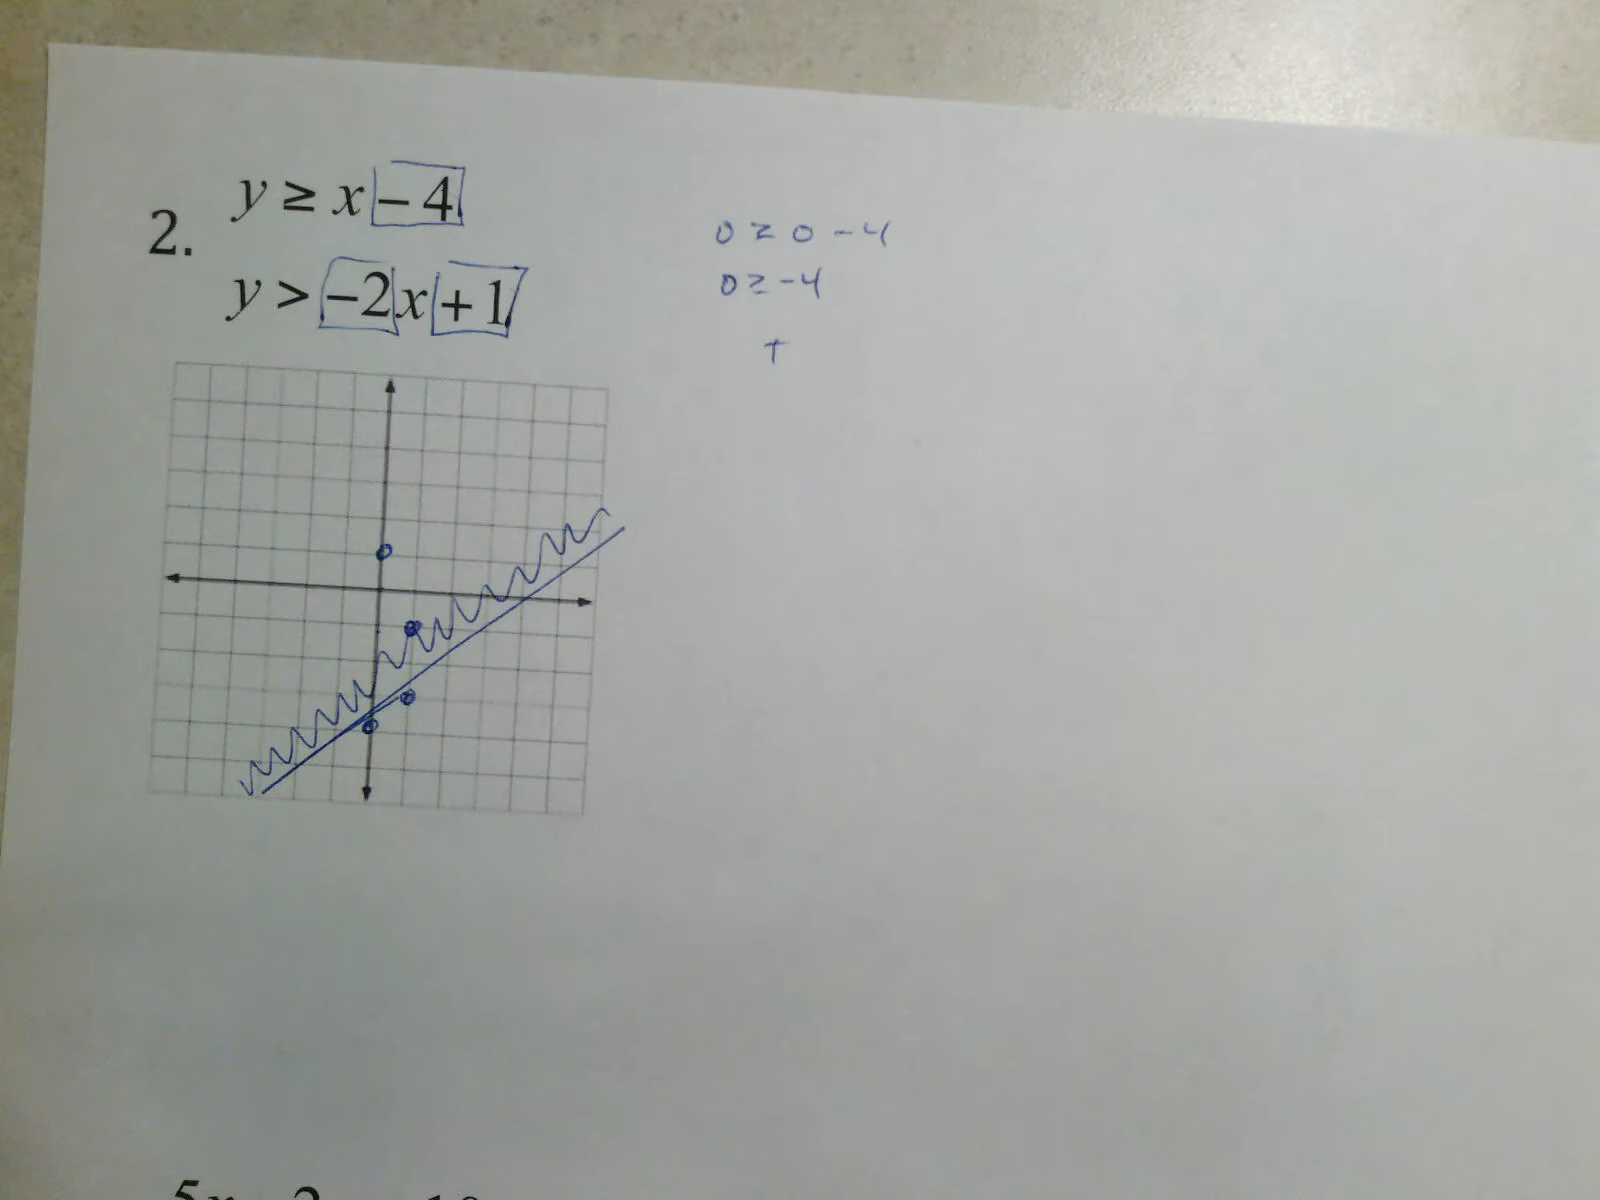 2.
y ≥ x - 4
y > -2x + 1
0 ≥ 0 - 4
0 ≥ -4
T